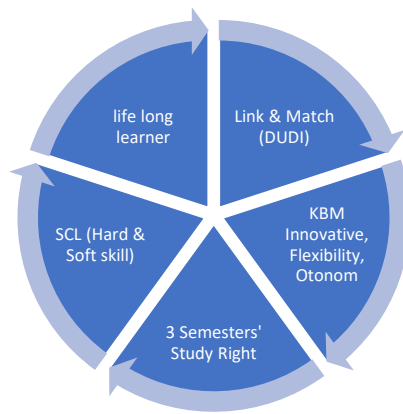 life long
learner
Link & Match
(DUDI)
KBM
Innovative,
Flexibility,
Otonom
3 Semesters'
Study Right
SCL (Hard &
Soft skill)